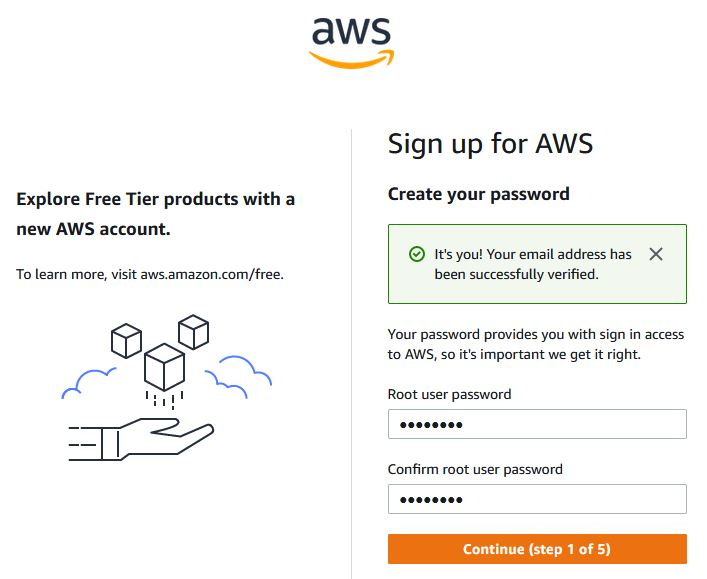 aws
Explore Free Tier products with a
new AWS account.
To learn more, visit aws.amazon.com/free.
Sign up for AWS
Create your password
It's you! Your email address has
been successfully verified.
Your password provides you with sign in access
to AWS, so it's important we get it right.
Root user password
••••••••
Confirm root user password
••••••••
Continue (step 1 of 5)